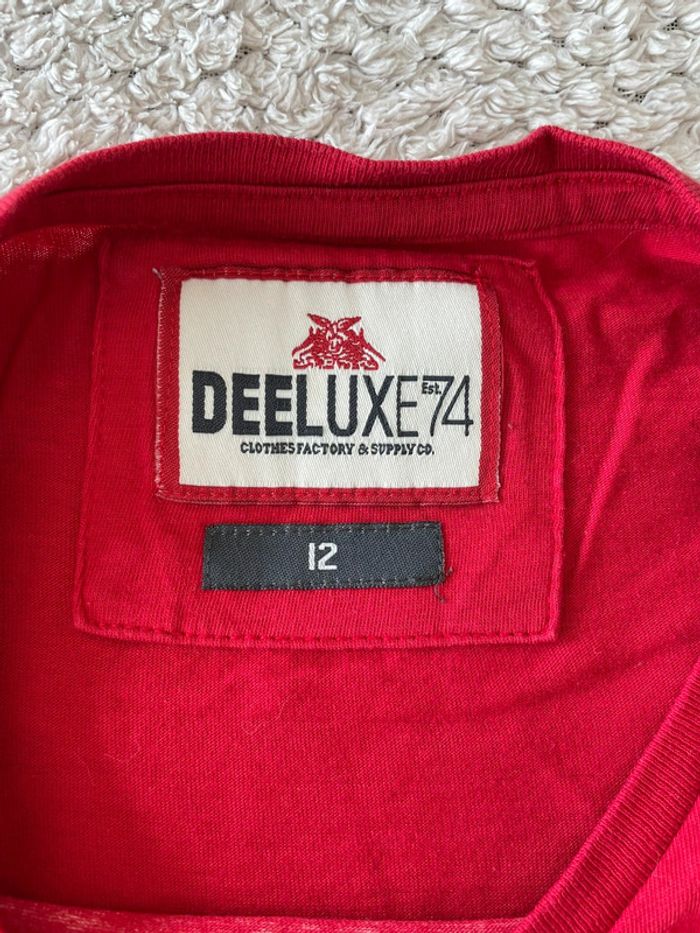 DEELUXE Est. 74
CLOTHES FACTORY & SUPPLY CO.
12